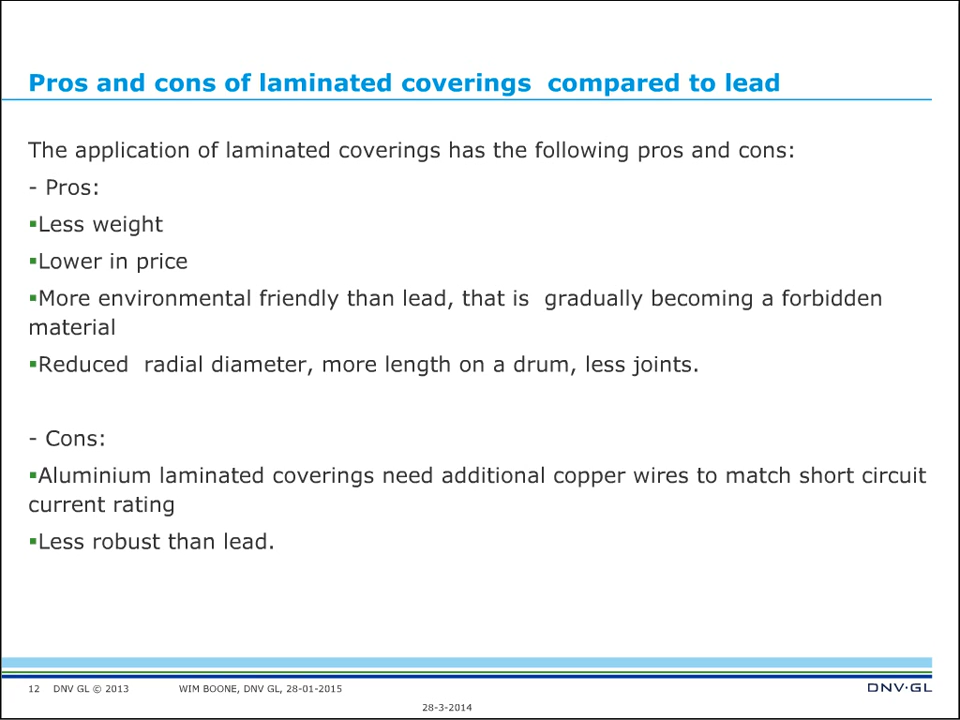 Pros and cons of laminated coverings  compared to lead
The application of laminated coverings has the following pros and cons:
- Pros:
▪Less weight
▪Lower in price
▪More environmental friendly than lead, that is  gradually becoming a forbidden
material
▪Reduced  radial diameter, more length on a drum, less joints.
- Cons:
▪Aluminium laminated coverings need additional copper wires to match short circuit
current rating
▪Less robust than lead.
12 DNV GL © 2013 WIM BOONE, DNV GL, 28-01-2015
DNV·GL
28-3-2014